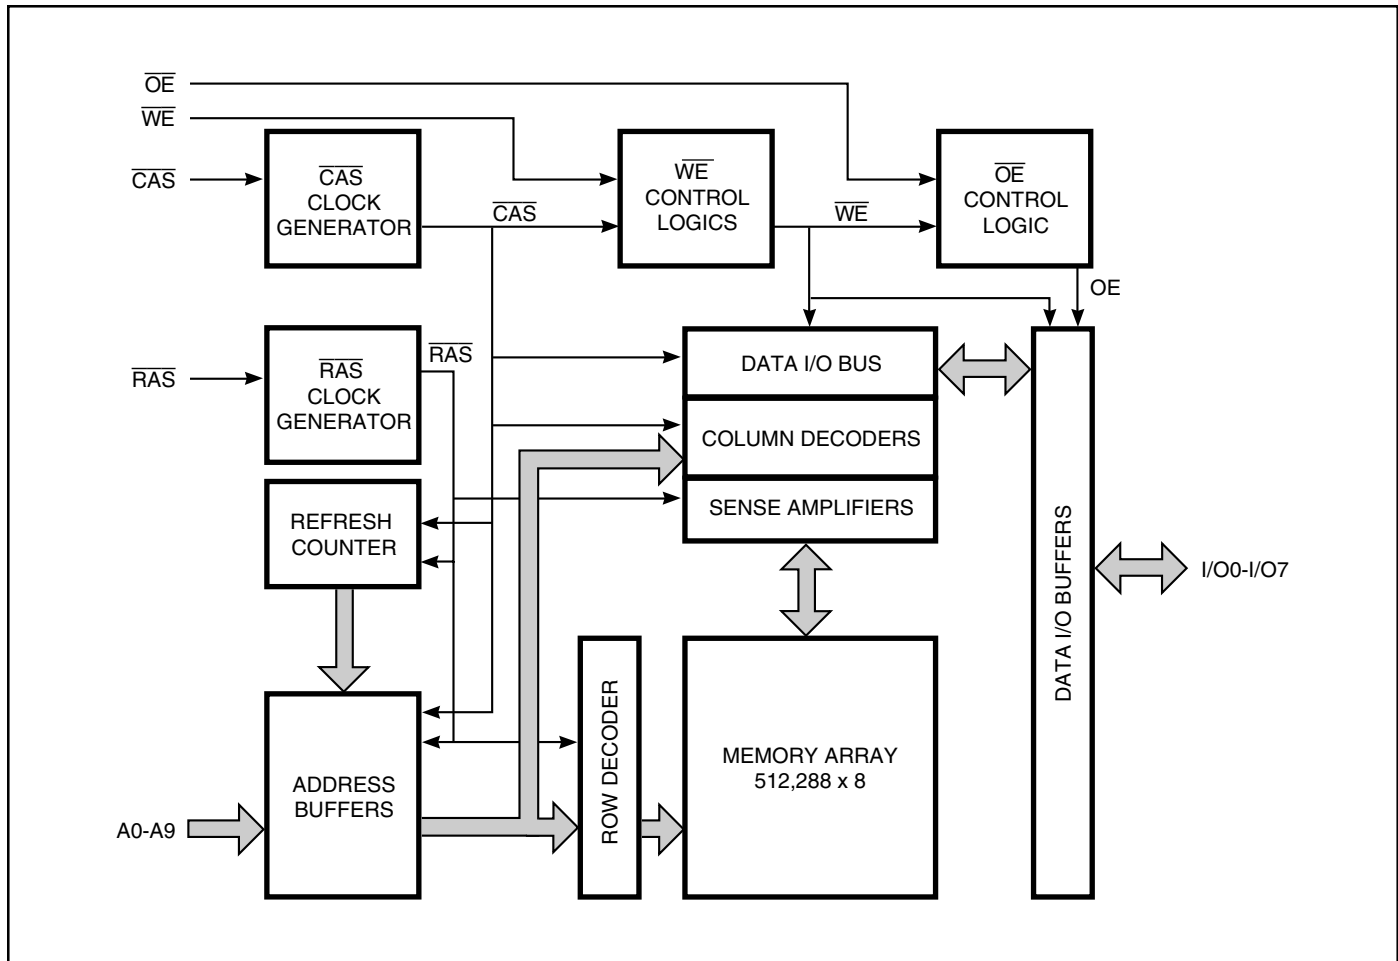 OE
WE
CAS
CAS
CLOCK
GENERATOR
CAS
WE
CONTROL
LOGICS
WE
OE
CONTROL
LOGIC
OE
RAS
RAS
CLOCK
GENERATOR
RAS
DATA I/O BUS
COLUMN DECODERS
SENSE AMPLIFIERS
REFRESH
COUNTER
DATA I/O BUFFERS
I/O0-I/O7
A0-A9
ADDRESS
BUFFERS
ROW DECODER
MEMORY ARRAY
512,288 x 8